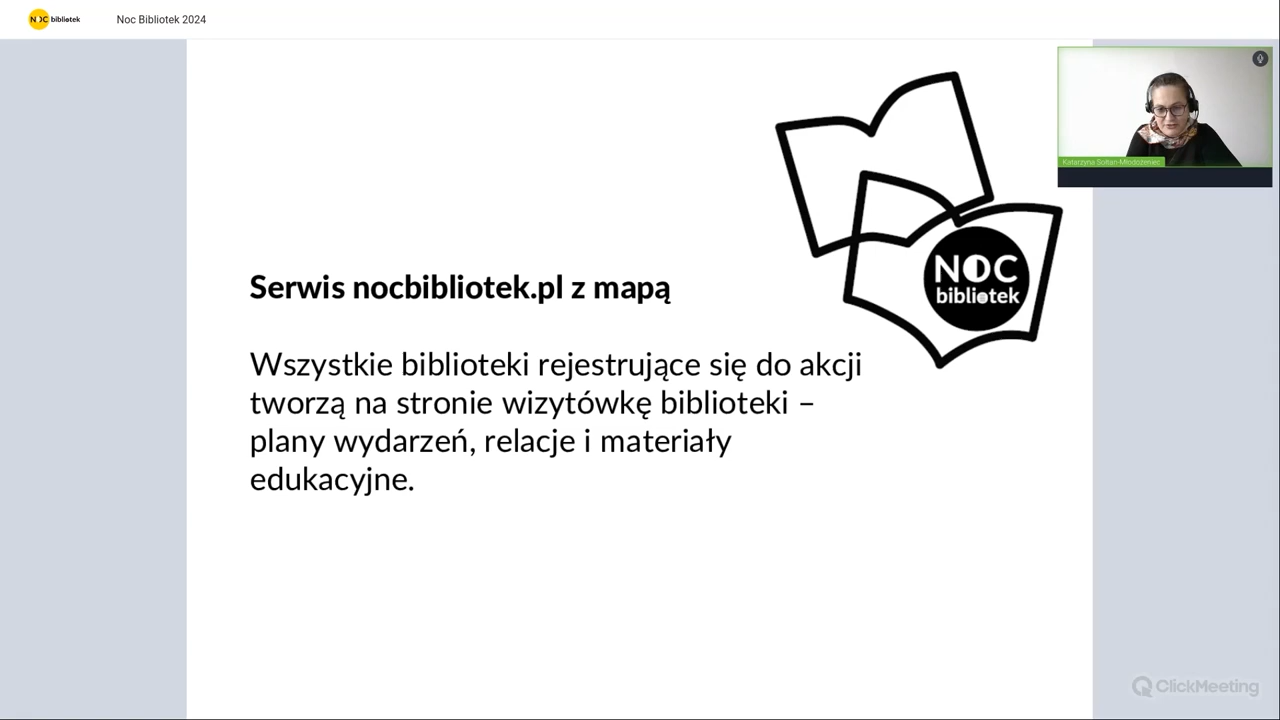 NOC bibliotek
Noc Bibliotek 2024
Katarzyna Sołtan-Młodożeniec
NOC
bibliotek
Serwis nocbibliotek.pl z mapą
Wszystkie biblioteki rejestrujące się do akcji
tworzą na stronie wizytówkę biblioteki –
plany wydarzeń, relacje i materiały
edukacyjne.
ClickMeeting